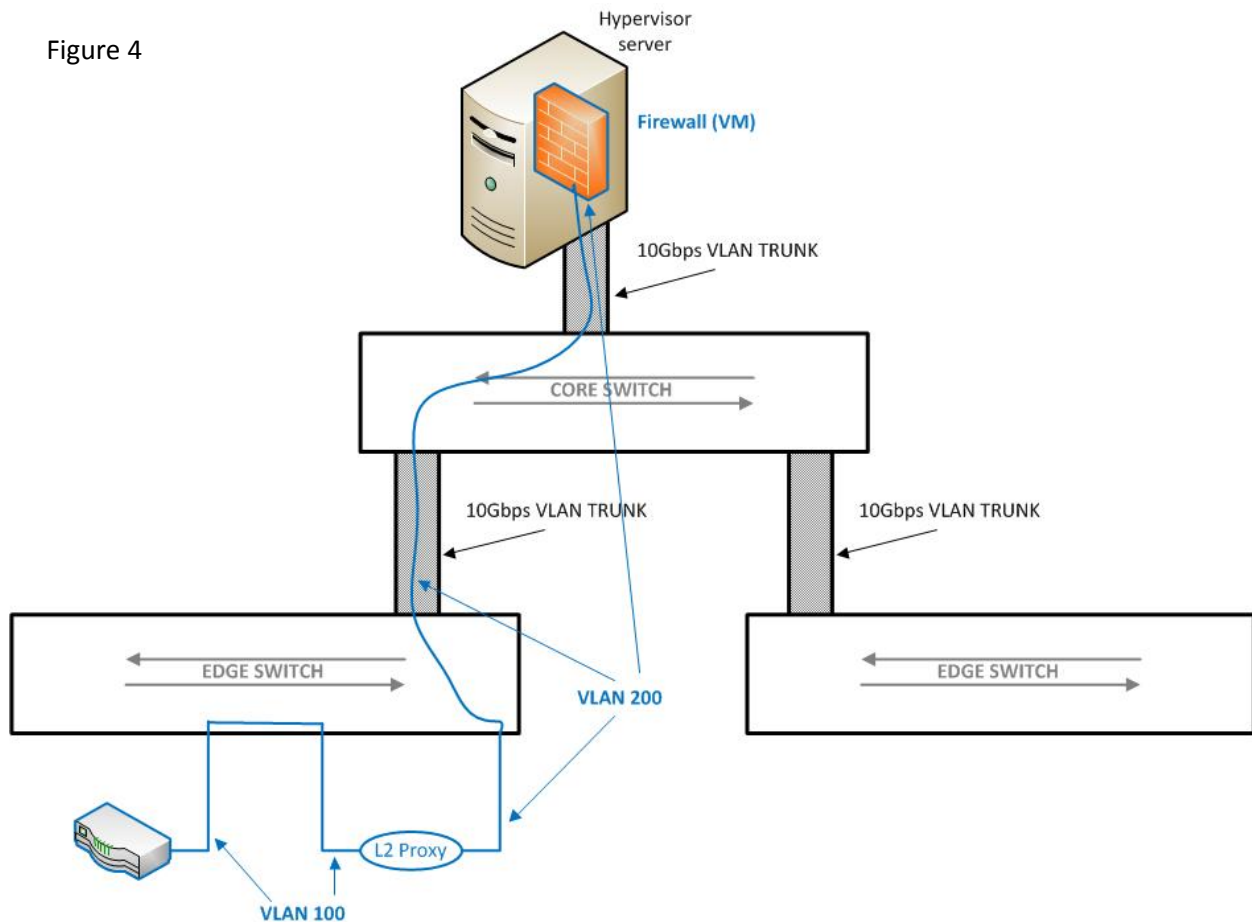 Figure 4
Hypervisor
server
Firewall (VM)
10Gbps VLAN TRUNK
CORE SWITCH
10Gbps VLAN TRUNK
10Gbps VLAN TRUNK
EDGE SWITCH
EDGE SWITCH
VLAN 200
L2 Proxy
VLAN 100